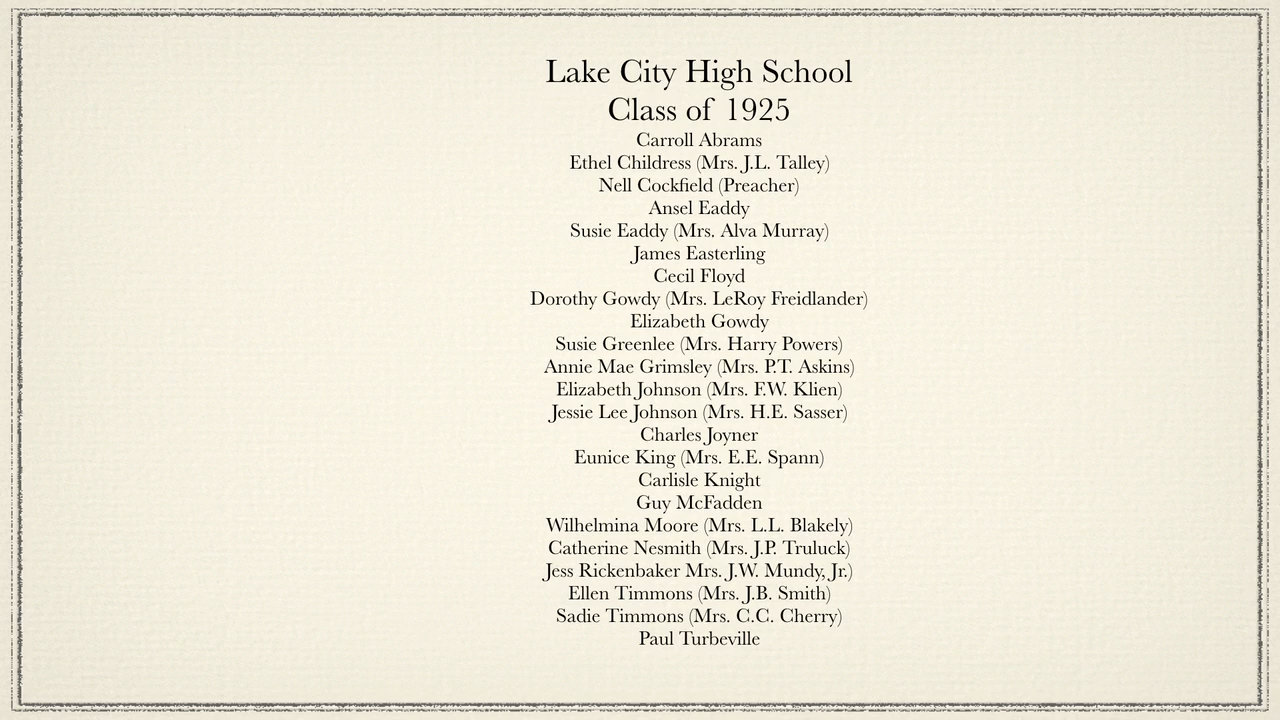 Lake City High School
Class of 1925
Carroll Abrams
Ethel Childress (Mrs. J.L. Talley)
Nell Cockfield (Preacher)
Ansel Eaddy
Susie Eaddy (Mrs. Alva Murray)
James Easterling
Cecil Floyd
Dorothy Gowdy (Mrs. LeRoy Freidlander)
Elizabeth Gowdy
Susie Greenlee (Mrs. Harry Powers)
Annie Mae Grimsley (Mrs. P.T. Askins)
Elizabeth Johnson (Mrs. F.W. Klien)
Jessie Lee Johnson (Mrs. H.E. Sasser)
Charles Joyner
Eunice King (Mrs. E.E. Spann)
Carlisle Knight
Guy McFadden
Wilhelmina Moore (Mrs. L.L. Blakely)
Catherine Nesmith (Mrs. J.P. Truluck)
Jess Rickenbaker Mrs. J.W. Mundy, Jr.)
Ellen Timmons (Mrs. J.B. Smith)
Sadie Timmons (Mrs. C.C. Cherry)
Paul Turbeville